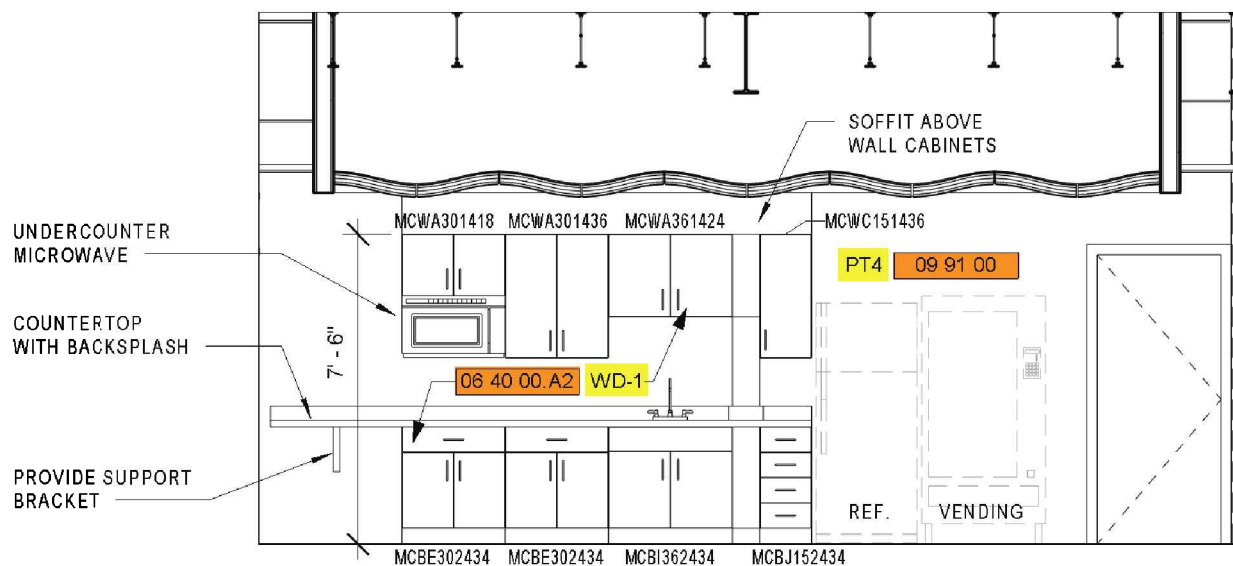 SOFFIT ABOVE
WALL CABINETS
MCWA301418 MCWA301436 MCWA361424 MCWC151436
UNDERCOUNTER
MICROWAVE
PT4 09 91 00
COUNTERTOP
WITH BACKSPLASH
7' - 6"
06 40 00.A2 WD-1
PROVIDE SUPPORT
BRACKET
REF. VENDING
MCBE302434 MCBE302434 MCBI362434 MCBJ152434